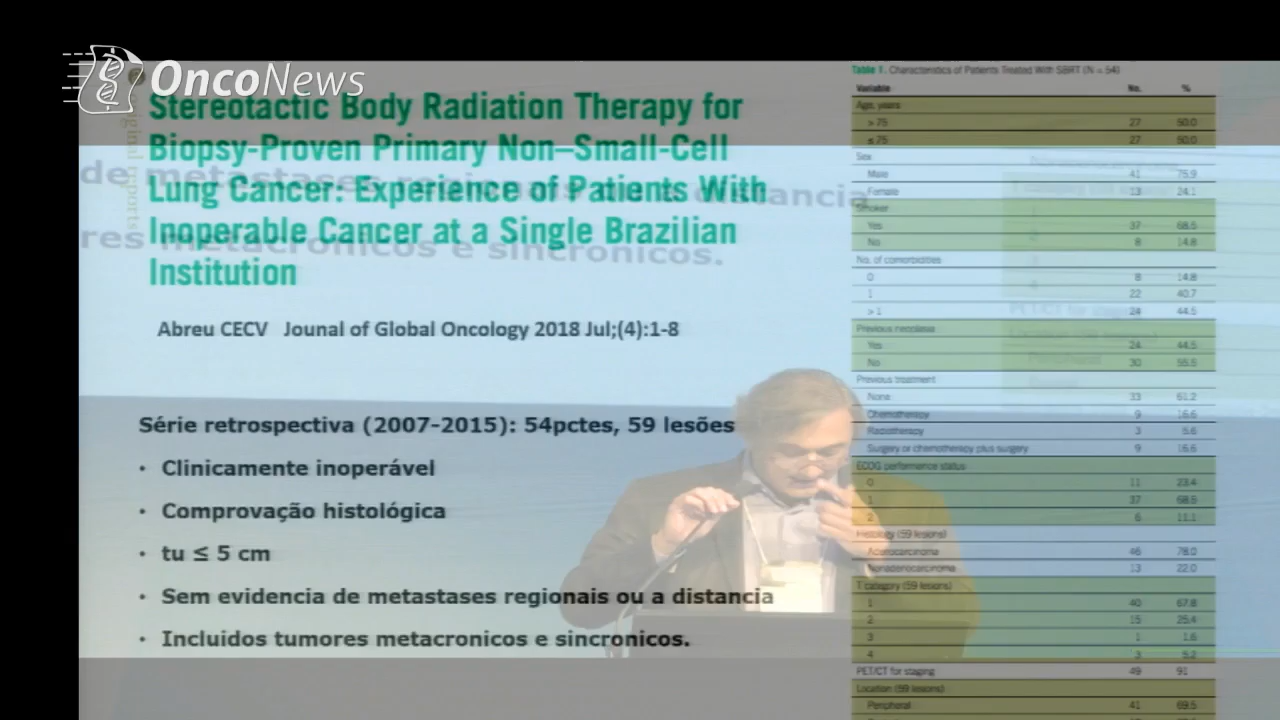 OncoNews
Stereotactic Body Radiation Therapy for
Biopsy-Proven Primary Non–Small-Cell
Lung Cancer: Experience of Patients With
Inoperable Cancer at a Single Brazilian
Institution
de metastases regionais ou a distancia
res metacronicos e sincronicos.
Abreu CECV Jounal of Global Oncology 2018 Jul;(4):1-8
Série retrospectiva (2007-2015): 54pctes, 59 lesões
• Clinicamente inoperável
• Comprovação histológica
• tu ≤ 5 cm
• Sem evidencia de metastases regionais ou a distancia
• Incluidos tumores metacronicos e sincronicos.
Table 1. Characteristics of Patients Treated With SBRT (N = 54)
Variable No. %
Age, years
> 75 27 50.0
≤ 75 27 50.0
Sex
Male 41 75.9
Female 13 24.1
Smoker
Yes 37 68.5
No 8 14.8
No. of comorbidities
0 8 14.8
1 22 40.7
> 1 24 44.5
Previous neoplasia
Yes 24 44.5
No 30 55.5
Previous treatment
None 33 61.2
Chemotherapy 9 16.6
Radiotherapy 3 5.6
Surgery or chemotherapy plus surgery 9 16.6
ECOG performance status
0 11 23.4
1 37 68.5
2 6 11.1
Histology (59 lesions)
Adenocarcinoma 46 78.0
Nonadenocarcinoma 13 22.0
T category (59 lesions)
1 40 67.8
2 15 25.4
3 1 1.6
4 3 5.2
PET/CT for staging 49 91
Location (59 lesions)
Peripheral 41 69.5